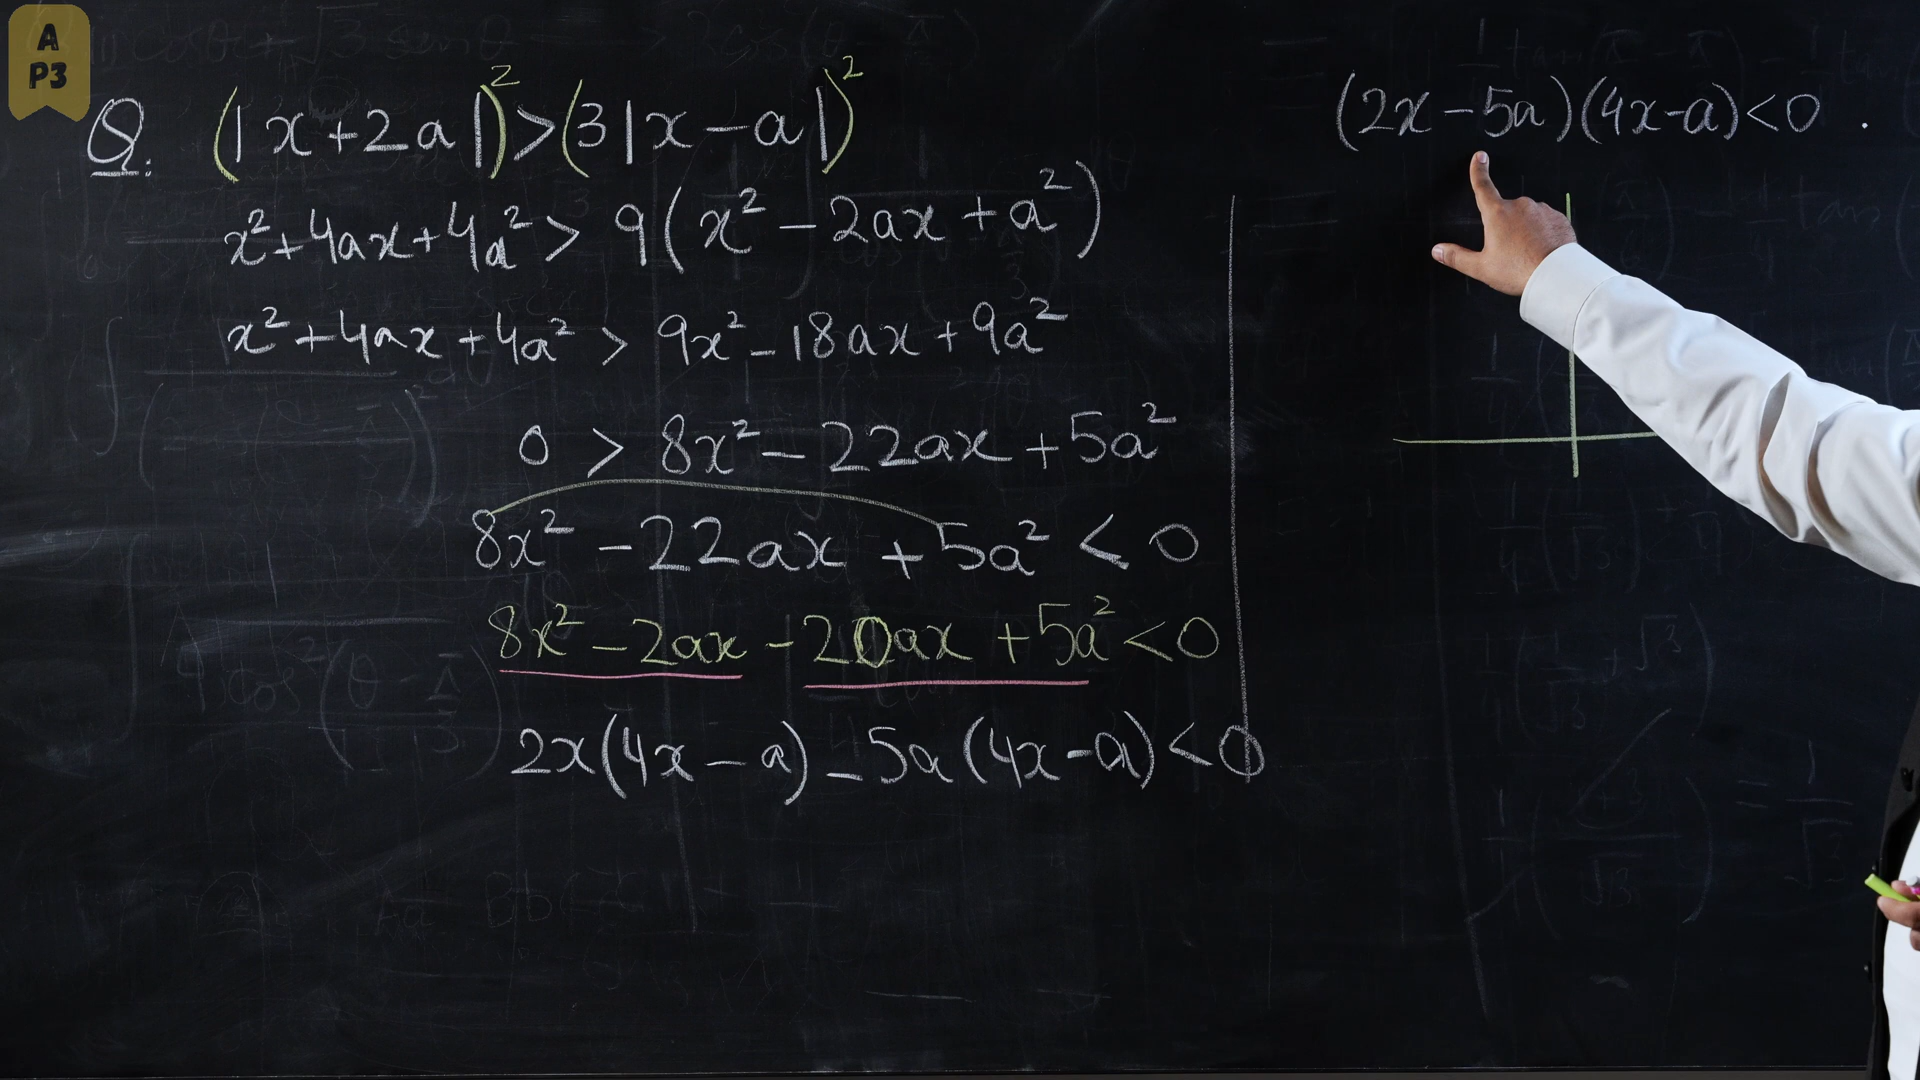 A
P3
Q. (|x+2a|)²>(3|x-a|)²
x²+4ax+4a² > 9(x²-2ax+a²)
x²+4ax+4a² > 9x²-18ax+9a²
0 > 8x²-22ax+5a²
8x²-22ax+5a²<0
8x²-2ax-20ax+5a²<0
2x(4x-a)-5a(4x-a)<0
(2x-5a)(4x-a)<0 .